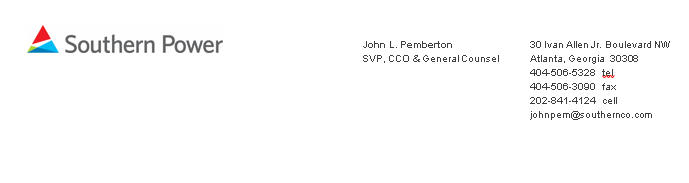 Southern Power
John L. Pemberton
SVP, CCO & General Counsel
30 Ivan Allen Jr. Boulevard NW
Atlanta, Georgia 30308
404-506-5328 tel
404-506-3090 fax
202-841-4124 cell
johnpem@southernco.com